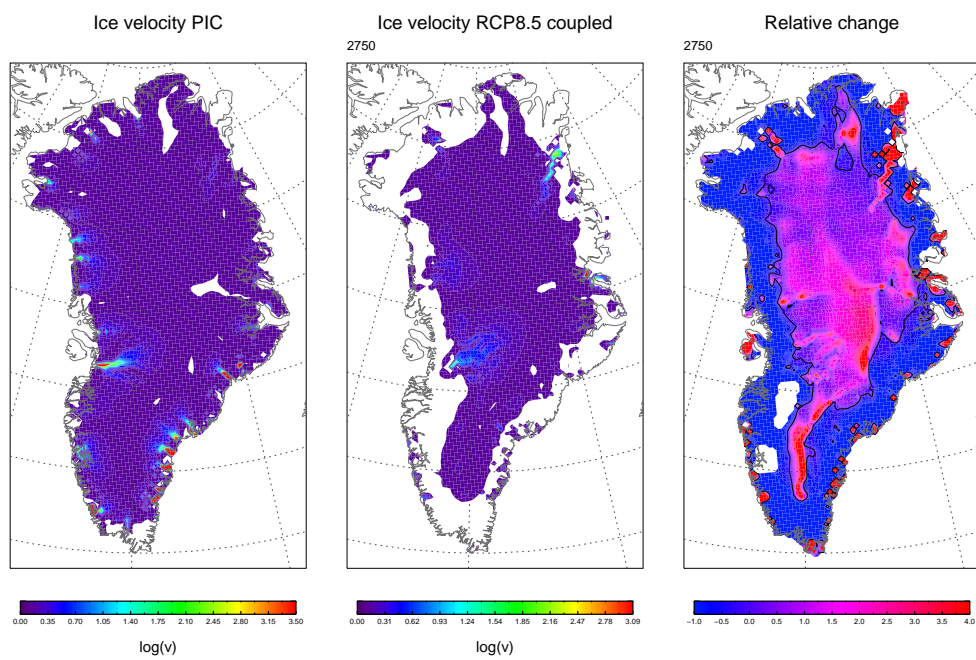 Ice velocity PIC
Ice velocity RCP8.5 coupled
Relative change
2750
2750
0.00 0.35 0.70 1.05 1.40 1.75 2.10 2.45 2.80 3.15 3.50
0.00 0.31 0.62 0.93 1.24 1.54 1.85 2.16 2.47 2.78 3.09
−1.0 −0.5 0.0 0.5 1.0 1.5 2.0 2.5 3.0 3.5 4.0
log(v)
log(v)